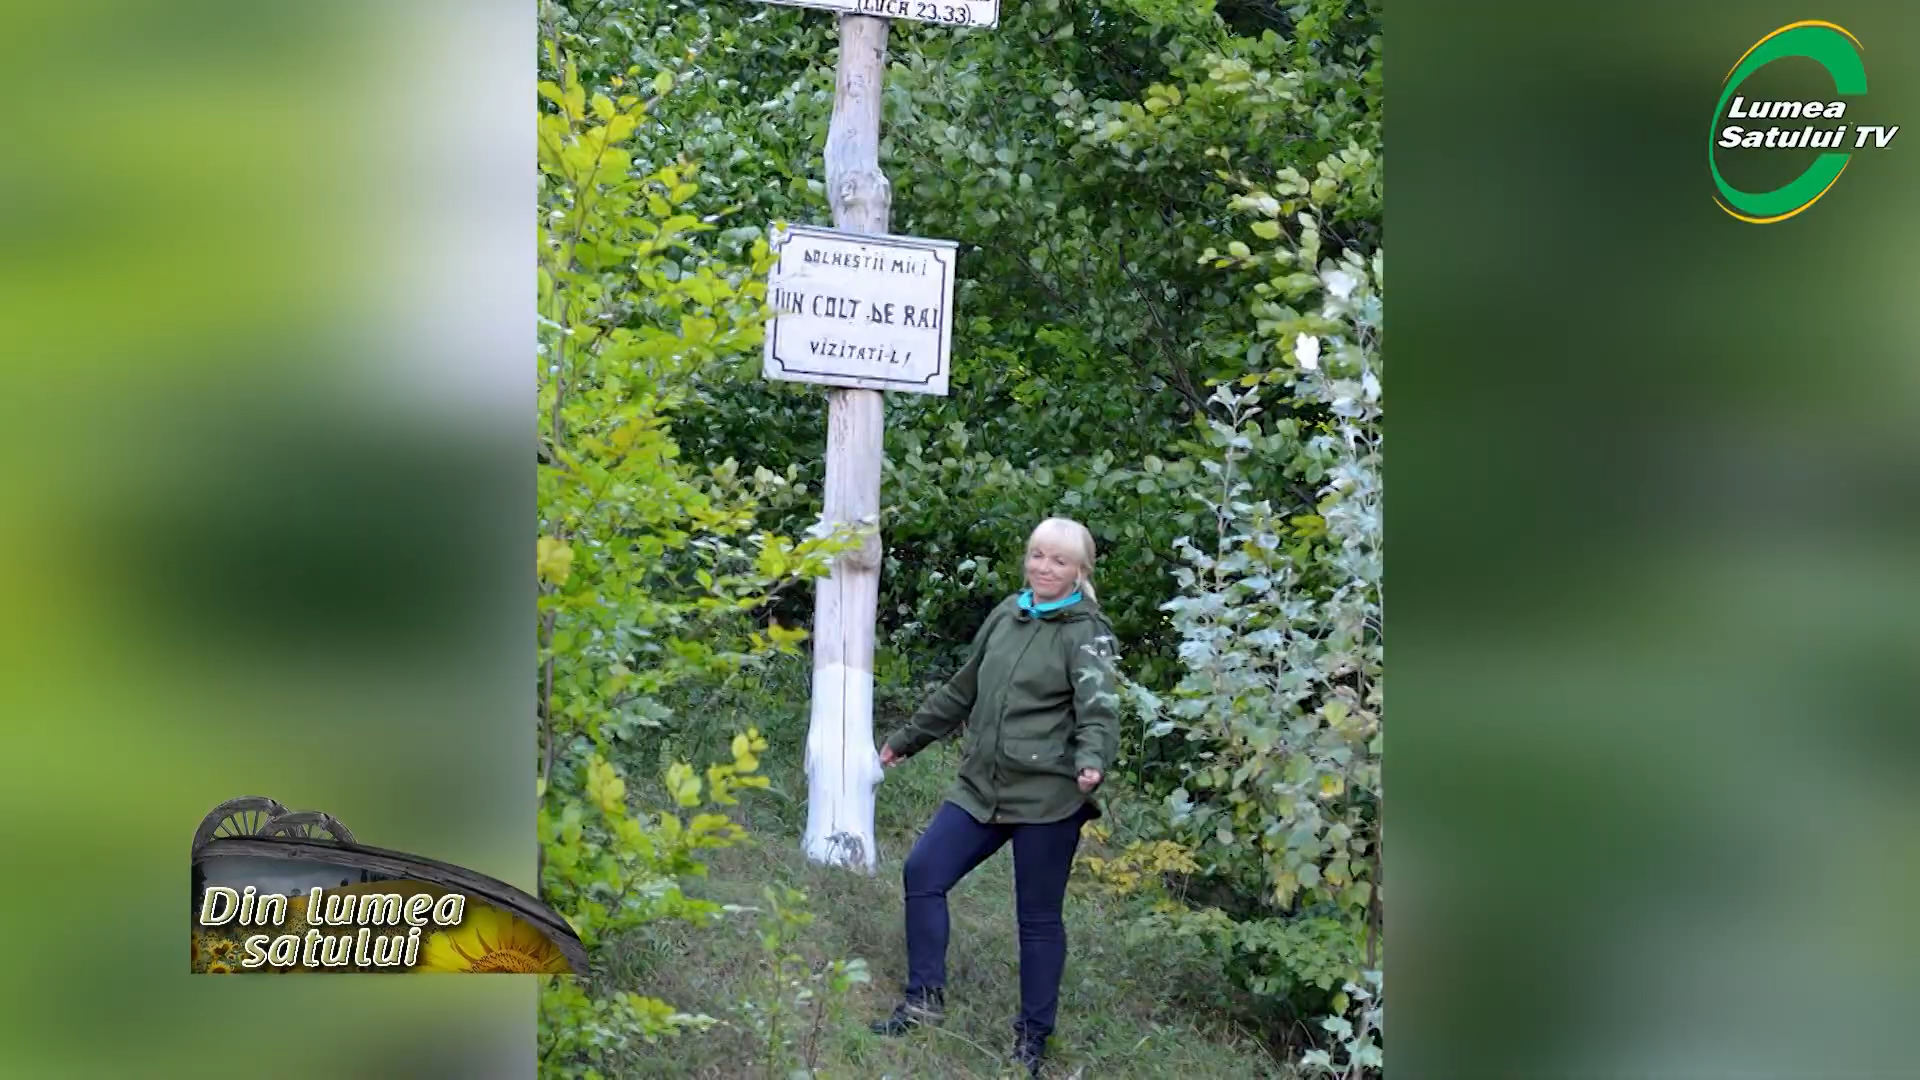 (LUCA 23.33).
Lumea
Satului TV
DOLHEȘTII MICI
UN COLȚ DE RAI
VIZITAȚI-L!
Din lumea
satului